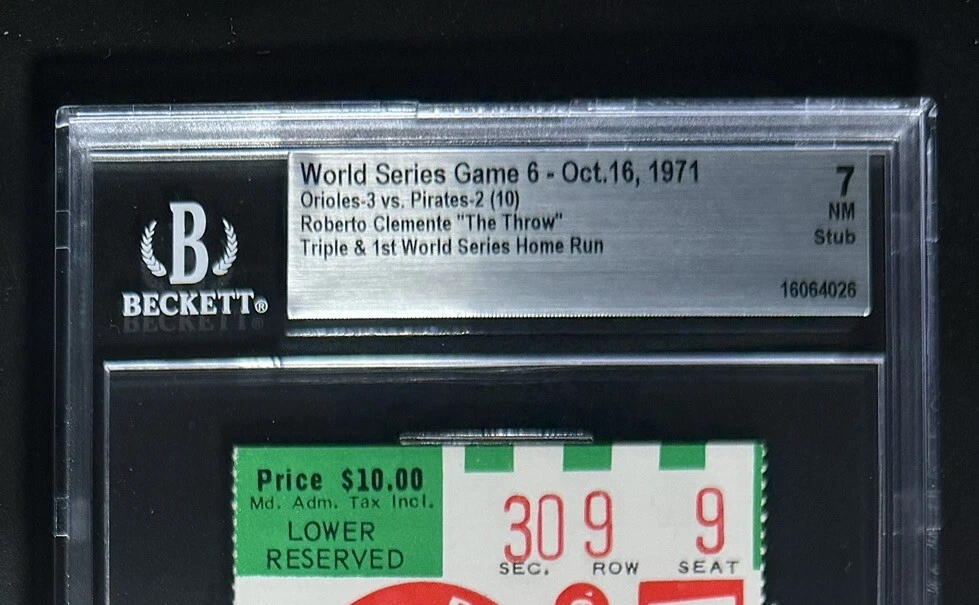 World Series Game 6 - Oct.16, 1971
Orioles-3 vs. Pirates-2 (10)
Roberto Clemente "The Throw"
Triple & 1st World Series Home Run
7
NM
Stub
16064026
B
BECKETT®
Price $10.00
Md. Adm. Tax Incl.
LOWER
RESERVED
30 9 9
SEC. ROW SEAT